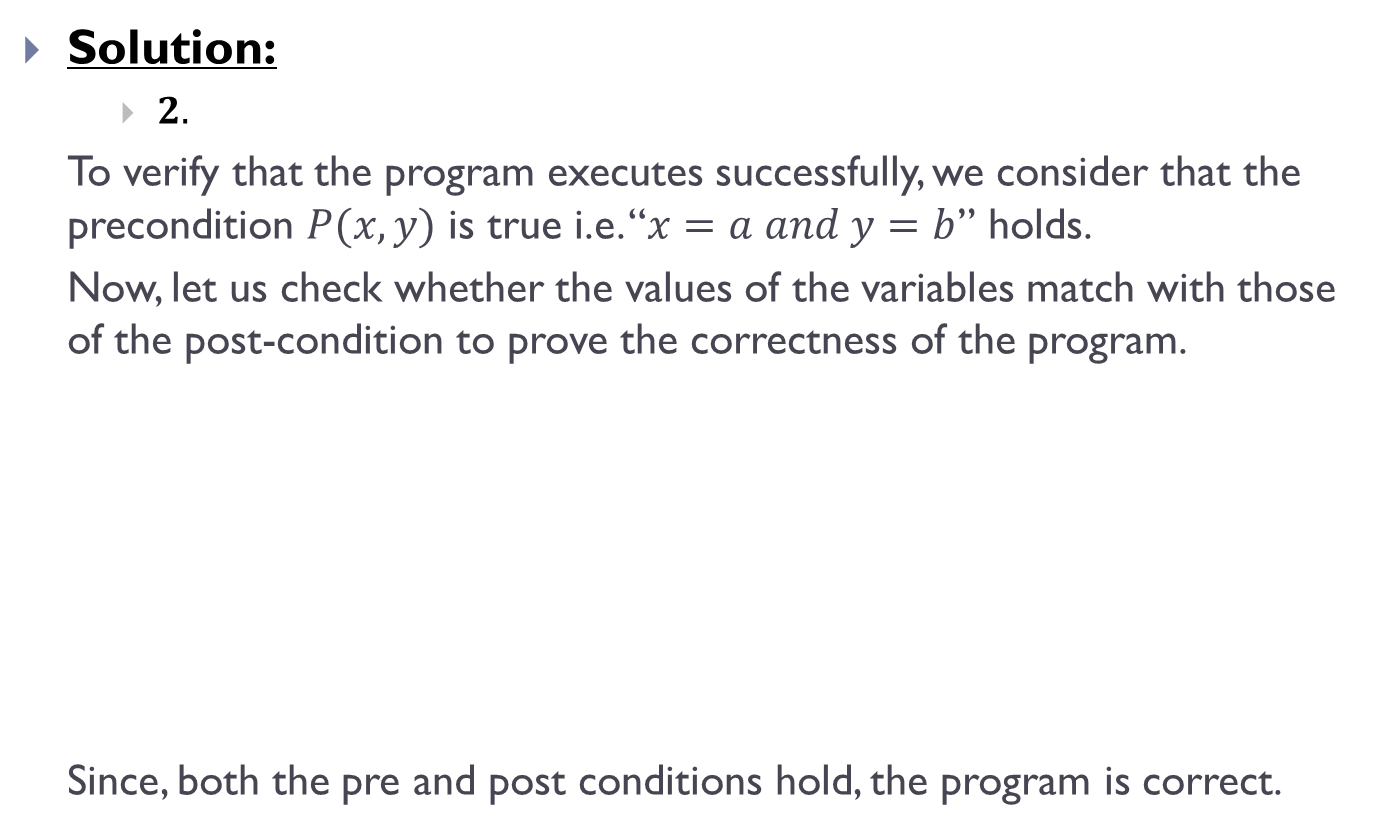 Solution:
2.
To verify that the program executes successfully, we consider that the
precondition P(x, y) is true i.e. “x = a and y = b” holds.
Now, let us check whether the values of the variables match with those
of the post-condition to prove the correctness of the program.
Since, both the pre and post conditions hold, the program is correct.